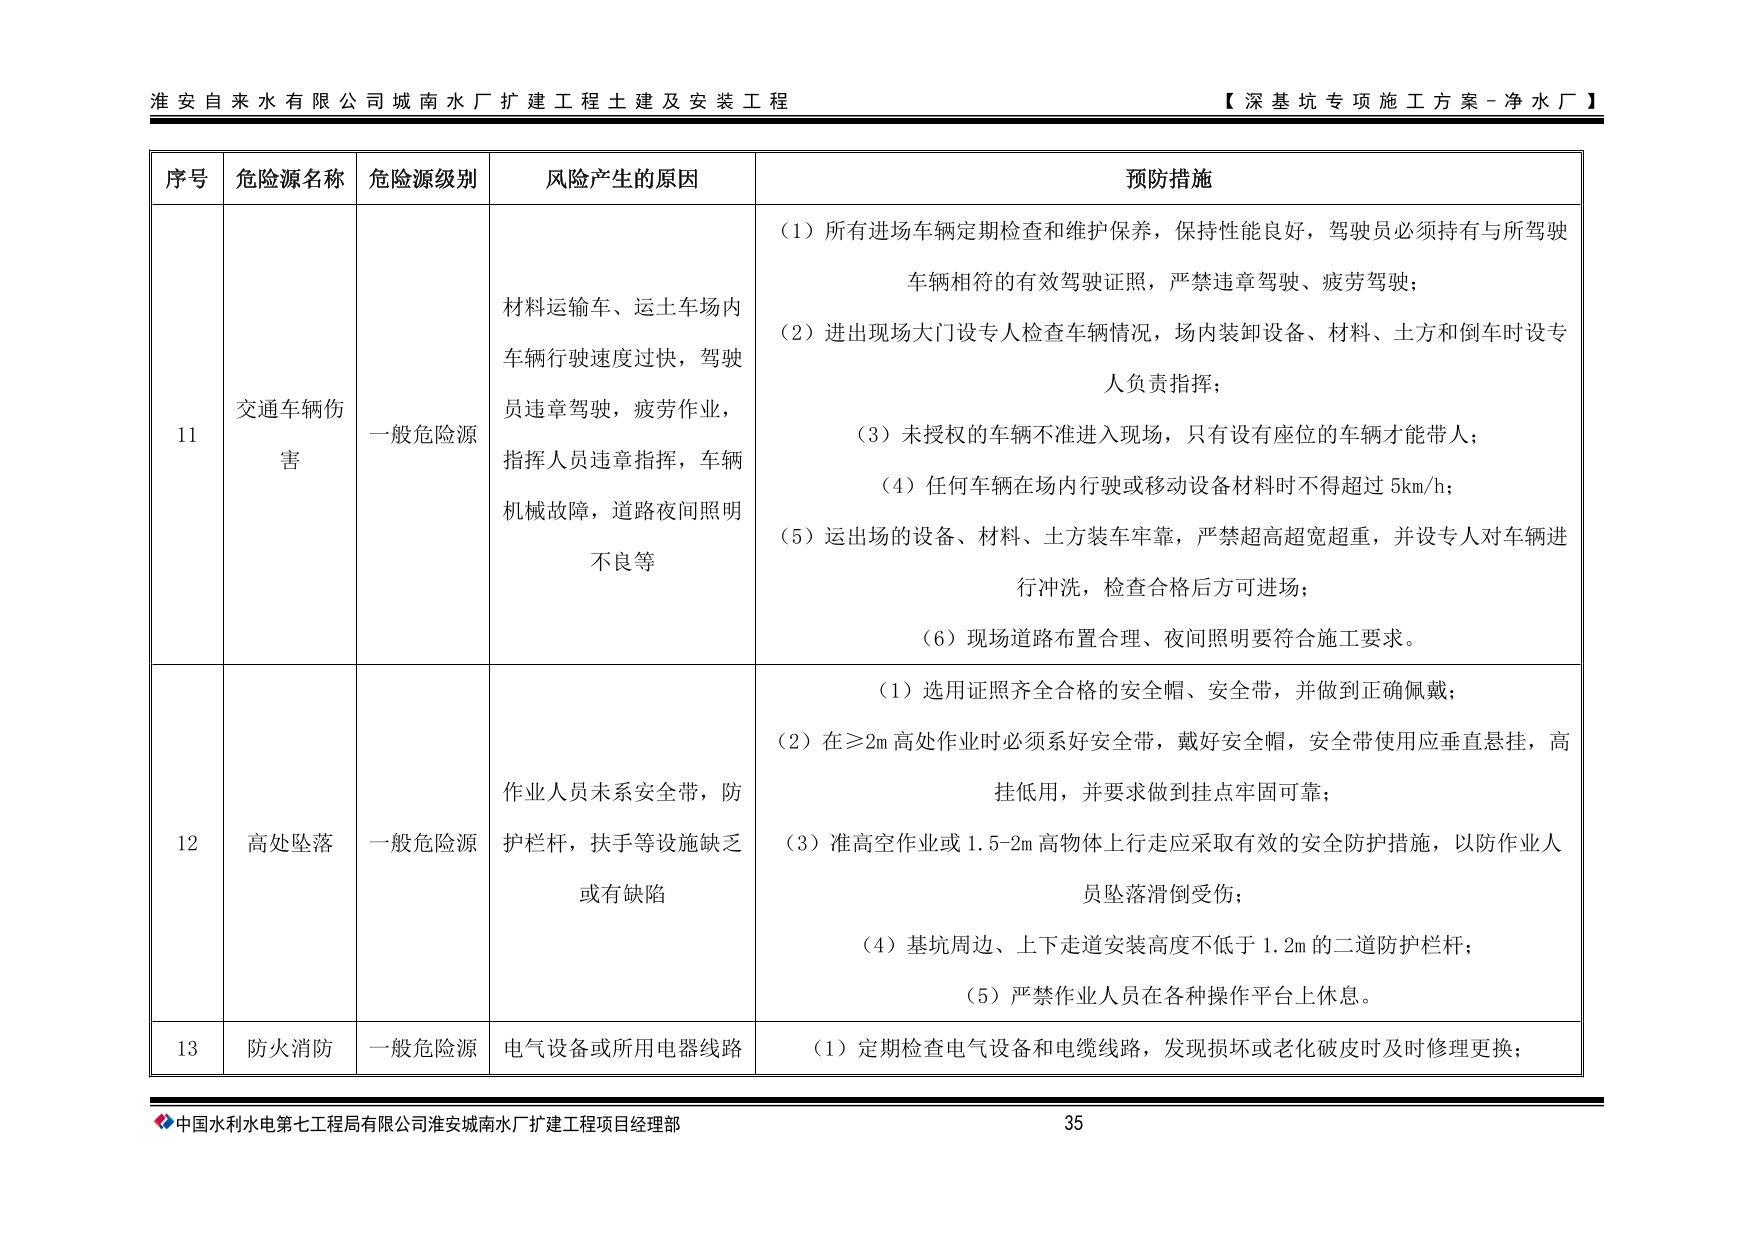 淮安自来水有限公司城南水厂扩建工程土建及安装工程 【深基坑专项施工方案-净水厂】
序号 危险源名称 危险源级别 风险产生的原因 预防措施
11
交通车辆伤
害
一般危险源
材料运输车、运土车场内
车辆行驶速度过快，驾驶
员违章驾驶，疲劳作业，
指挥人员违章指挥，车辆
机械故障，道路夜间照明
不良等
（1）所有进场车辆定期检查和维护保养，保持性能良好，驾驶员必须持有与所驾驶
车辆相符的有效驾驶证照，严禁违章驾驶、疲劳驾驶；
（2）进出现场大门设专人检查车辆情况，场内装卸设备、材料、土方和倒车时设专
人负责指挥；
（3）未授权的车辆不准进入现场，只有设有座位的车辆才能带人；
（4）任何车辆在场内行驶或移动设备材料时不得超过 5km/h；
（5）运出场的设备、材料、土方装车牢靠，严禁超高超宽超重，并设专人对车辆进
行冲洗，检查合格后方可进场；
（6）现场道路布置合理、夜间照明要符合施工要求。
12
高处坠落
一般危险源
作业人员未系安全带，防
护栏杆，扶手等设施缺乏
或有缺陷
（1）选用证照齐全合格的安全帽、安全带，并做到正确佩戴；
（2）在≥2m 高处作业时必须系好安全带，戴好安全帽，安全带使用应垂直悬挂，高
挂低用，并要求做到挂点牢固可靠；
（3）准高空作业或 1.5-2m 高物体上行走应采取有效的安全防护措施，以防作业人
员坠落滑倒受伤；
（4）基坑周边、上下走道安装高度不低于 1.2m 的二道防护栏杆；
（5）严禁作业人员在各种操作平台上休息。
13 防火消防 一般危险源 电气设备或所用电器线路 （1）定期检查电气设备和电缆线路，发现损坏或老化破皮时及时修理更换；
中国水利水电第七工程局有限公司淮安城南水厂扩建工程项目经理部 35